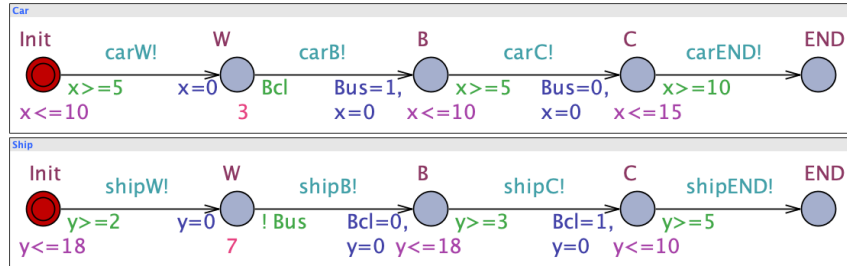 Car
Init W B C END
carW! carB! carC! carEND!
x>=5 x=0 Bcl Bus=1, x>=5 Bus=0, x>=10
x<=10 3 x=0 x<=10 x=0 x<=15
Ship
Init W B C END
shipW! shipB! shipC! shipEND!
y>=2 y=0 ! Bus Bcl=0, y>=3 Bcl=1, y>=5
y<=18 7 y=0 y<=18 y=0 y<=10